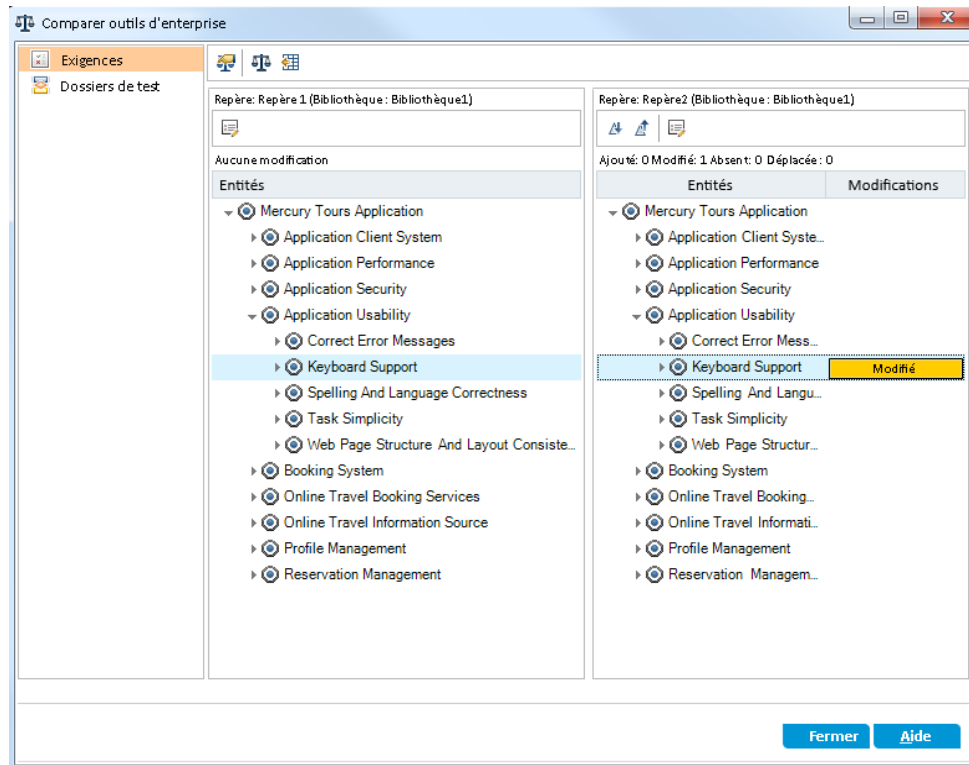 Comparer outils d'enterprise
Exigences
Dossiers de test
Repère: Repère 1 (Bibliothèque : Bibliothèque1)
Aucune modification
Entités
Mercury Tours Application
Application Client System
Application Performance
Application Security
Application Usability
Correct Error Messages
Keyboard Support
Spelling And Language Correctness
Task Simplicity
Web Page Structure And Layout Consiste...
Booking System
Online Travel Booking Services
Online Travel Information Source
Profile Management
Reservation Management
Repère: Repère2 (Bibliothèque : Bibliothèque1)
Ajouté: 0 Modifié: 1 Absent: 0 Déplacée : 0
Entités Modifications
Mercury Tours Application
Application Client Syste...
Application Performance
Application Security
Application Usability
Correct Error Mess...
Keyboard Support Modifié
Spelling And Langu...
Task Simplicity
Web Page Structur...
Booking System
Online Travel Booking...
Online Travel Informati...
Profile Management
Reservation Managem...
Fermer Aide